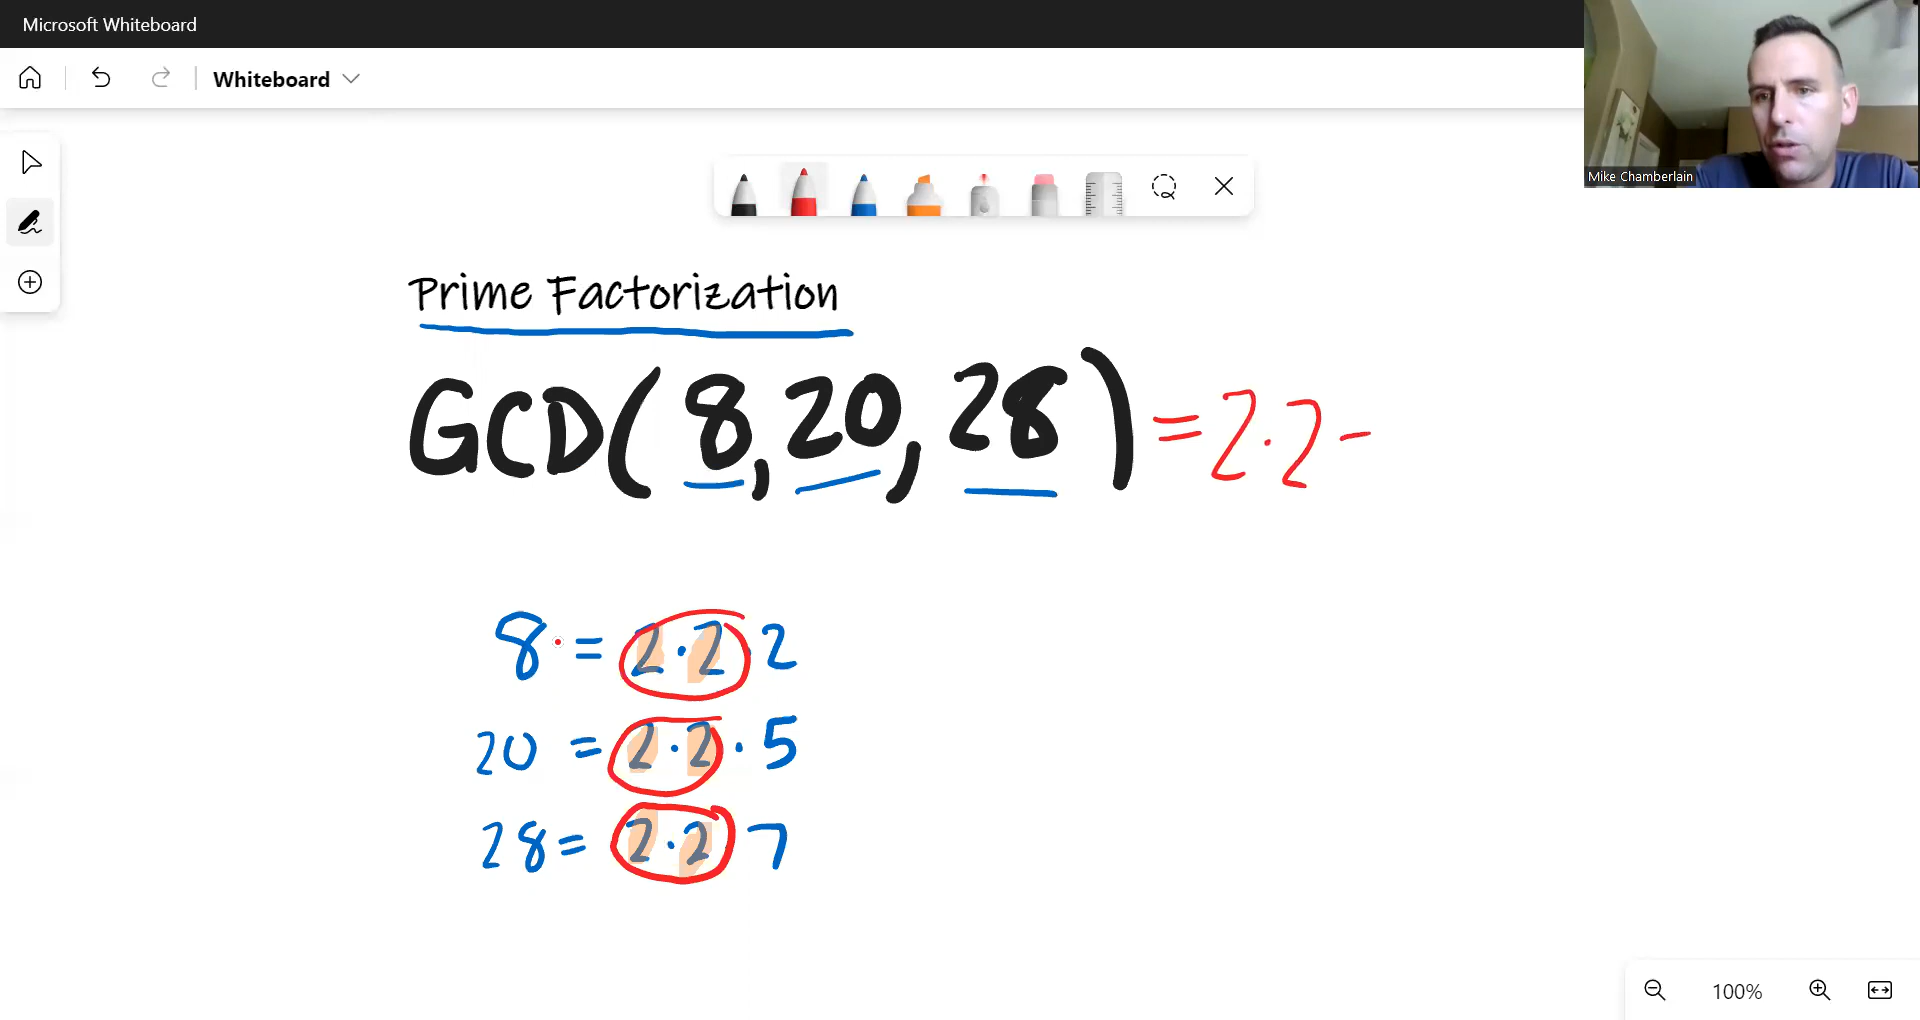 Microsoft Whiteboard
Whiteboard
Mike Chamberlain
Prime Factorization
GCD(8,20,28)=2·2-
8·=2·2·2
20=2·2·5
28=2·2 7
100%